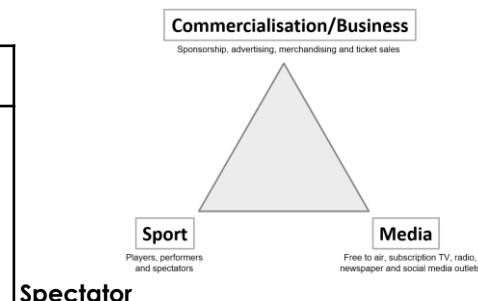 Commercialisation/Business
Sponsorship, advertising, merchandising and ticket sales
Sport
Players, performers
and spectators
Media
Free to air, subscription TV, radio,
newspaper and social media outlets
Spectator